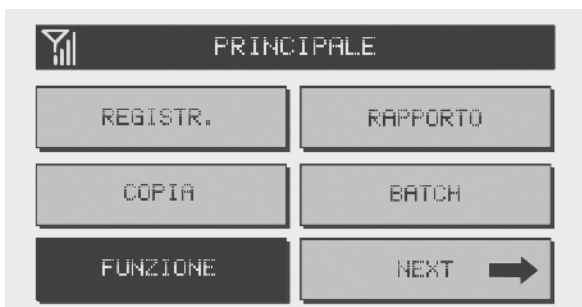 PRINCIPALE
REGISTR. RAPPORTO
COPIA BATCH
FUNZIONE NEXT